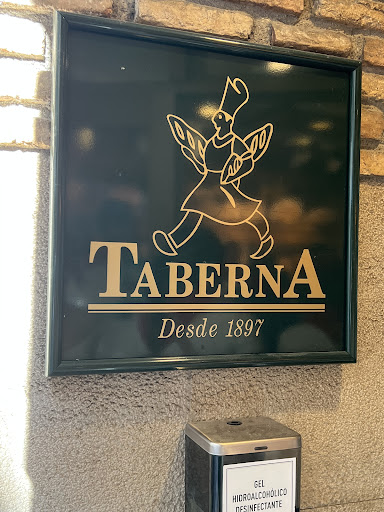 TABERNA
Desde 1897
GEL
HIDROALCOHÓLICO
DESINFECTANTE